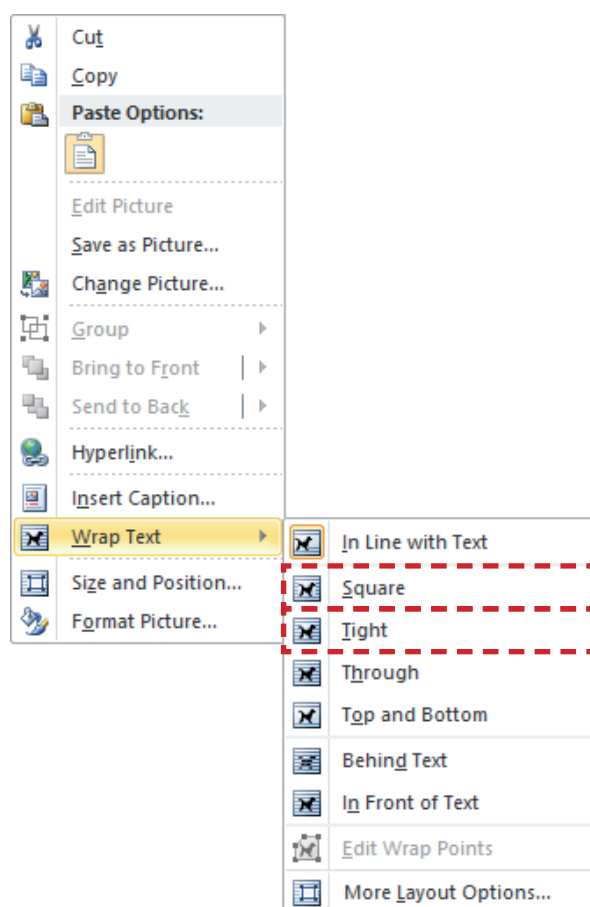 Cut
Copy
Paste Options:
Edit Picture
Save as Picture...
Change Picture...
Group
Bring to Front
Send to Back
Hyperlink...
Insert Caption...
Wrap Text
Size and Position...
Format Picture...
In Line with Text
Square
Tight
Through
Top and Bottom
Behind Text
In Front of Text
Edit Wrap Points
More Layout Options...